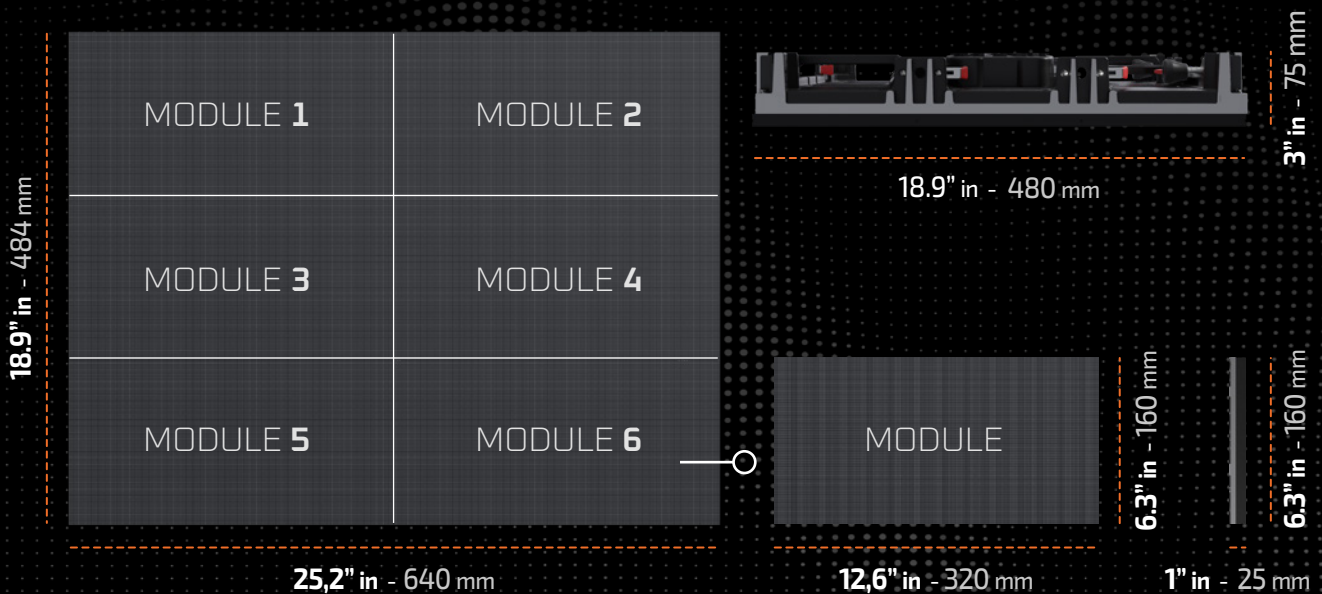 MODULE 1
MODULE 2
MODULE 3
MODULE 4
MODULE 5
MODULE 6
18.9” in - 484 mm
25,2” in - 640 mm
3” in - 75 mm
18.9” in - 480 mm
MODULE
6.3” in - 160 mm
12,6” in - 320 mm
6.3” in - 160 mm
1” in - 25 mm